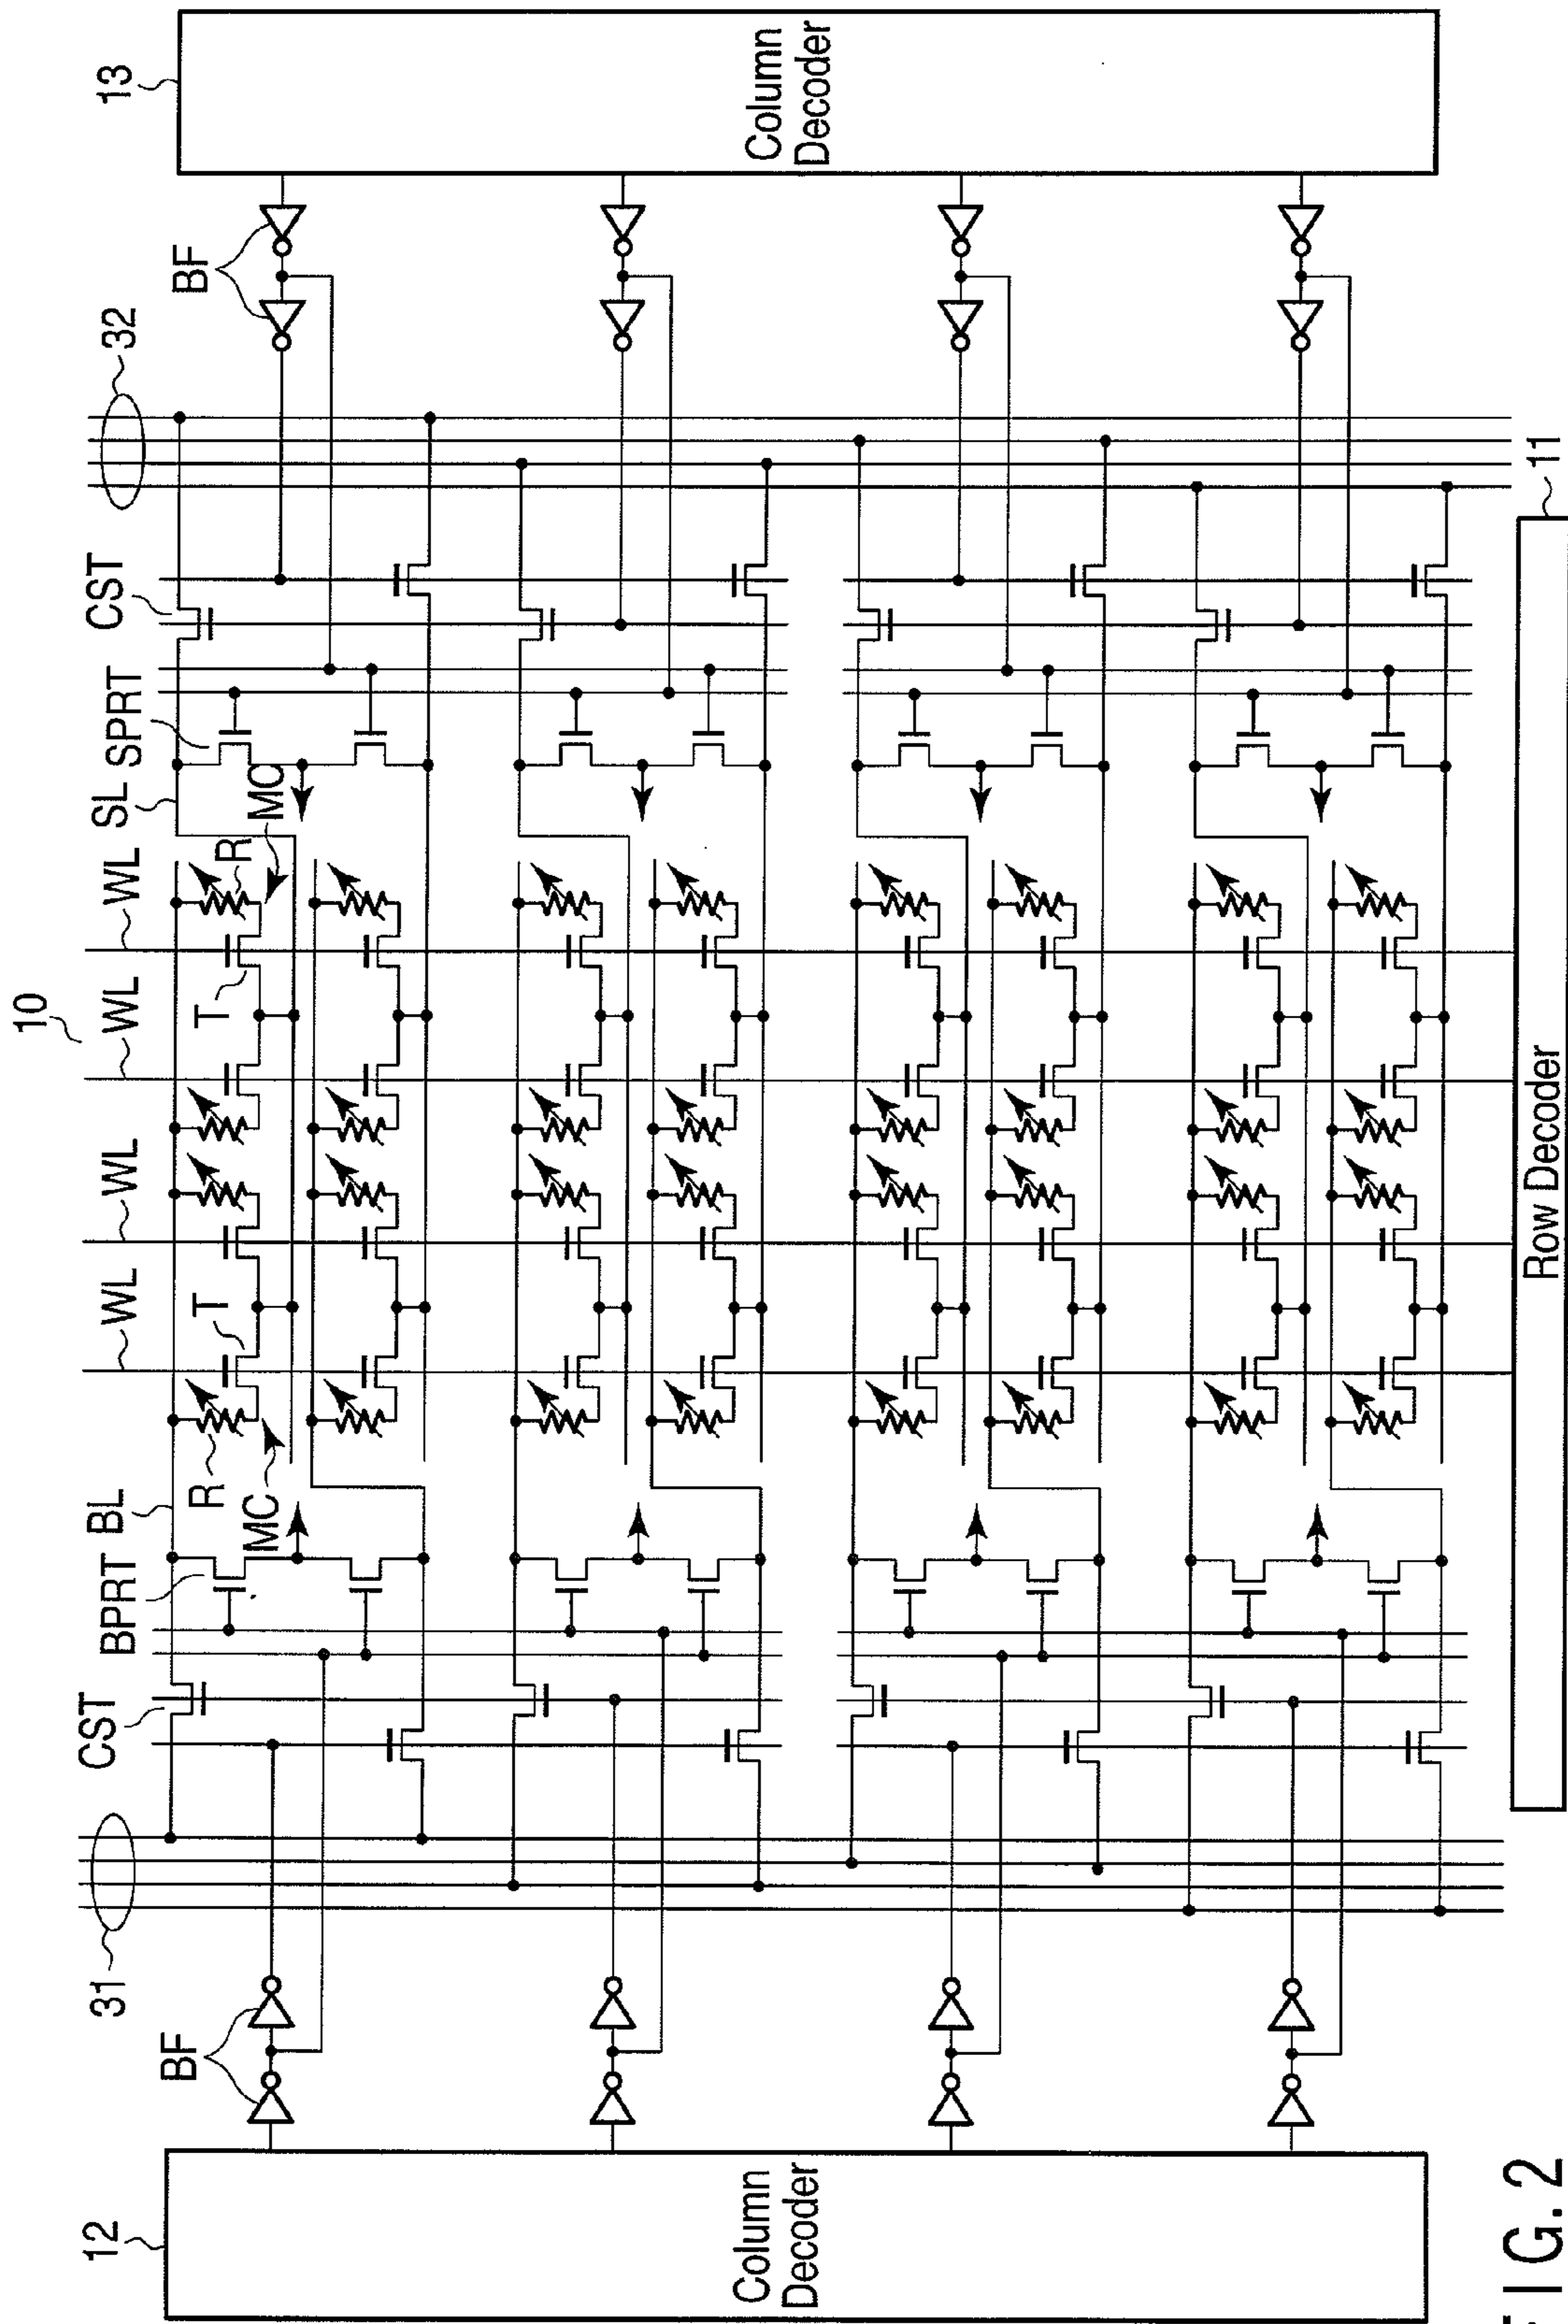 10
WL
WL
WL
WL
12
BF
31
CST
BPRT
BL
SL
SPRT
CST
32
BF
13
R
MC
T
T
R
MC
Column
Decoder
Column
Decoder
Row Decoder
11
FIG. 2